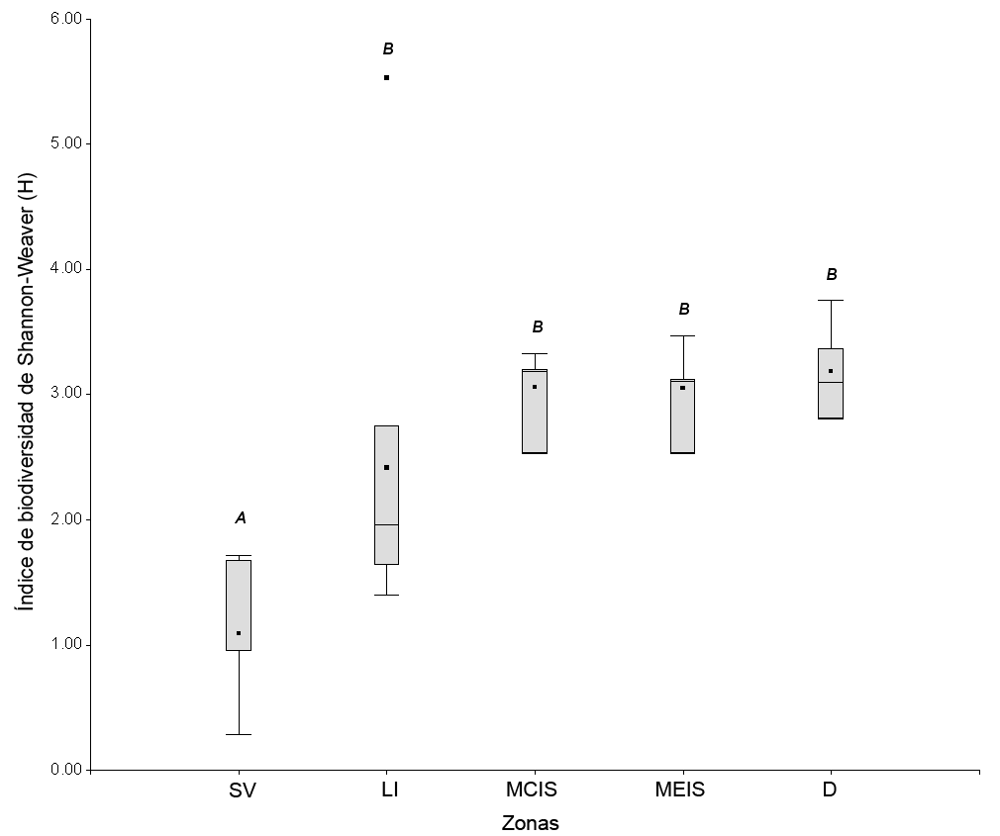 6.00
B
5.00
Índice de biodiversidad de Shannon-Weaver (H)
4.00
B
B
B
3.00
2.00
A
1.00
0.00
SV LI MCIS MEIS D
Zonas